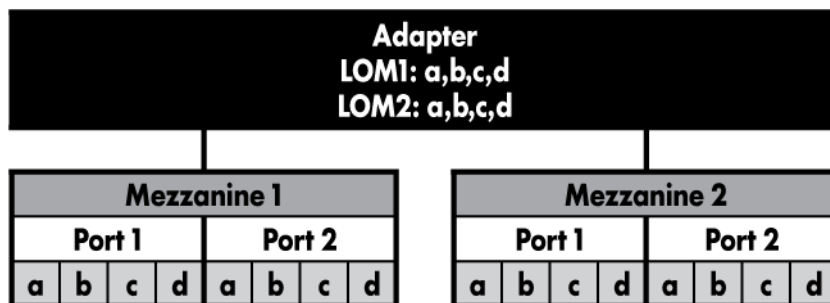 Adapter
LOM1: a,b,c,d
LOM2: a,b,c,d
Mezzanine 1
Mezzanine 2
Port 1 Port 2
Port 1 Port 2
a b c d a b c d
a b c d a b c d